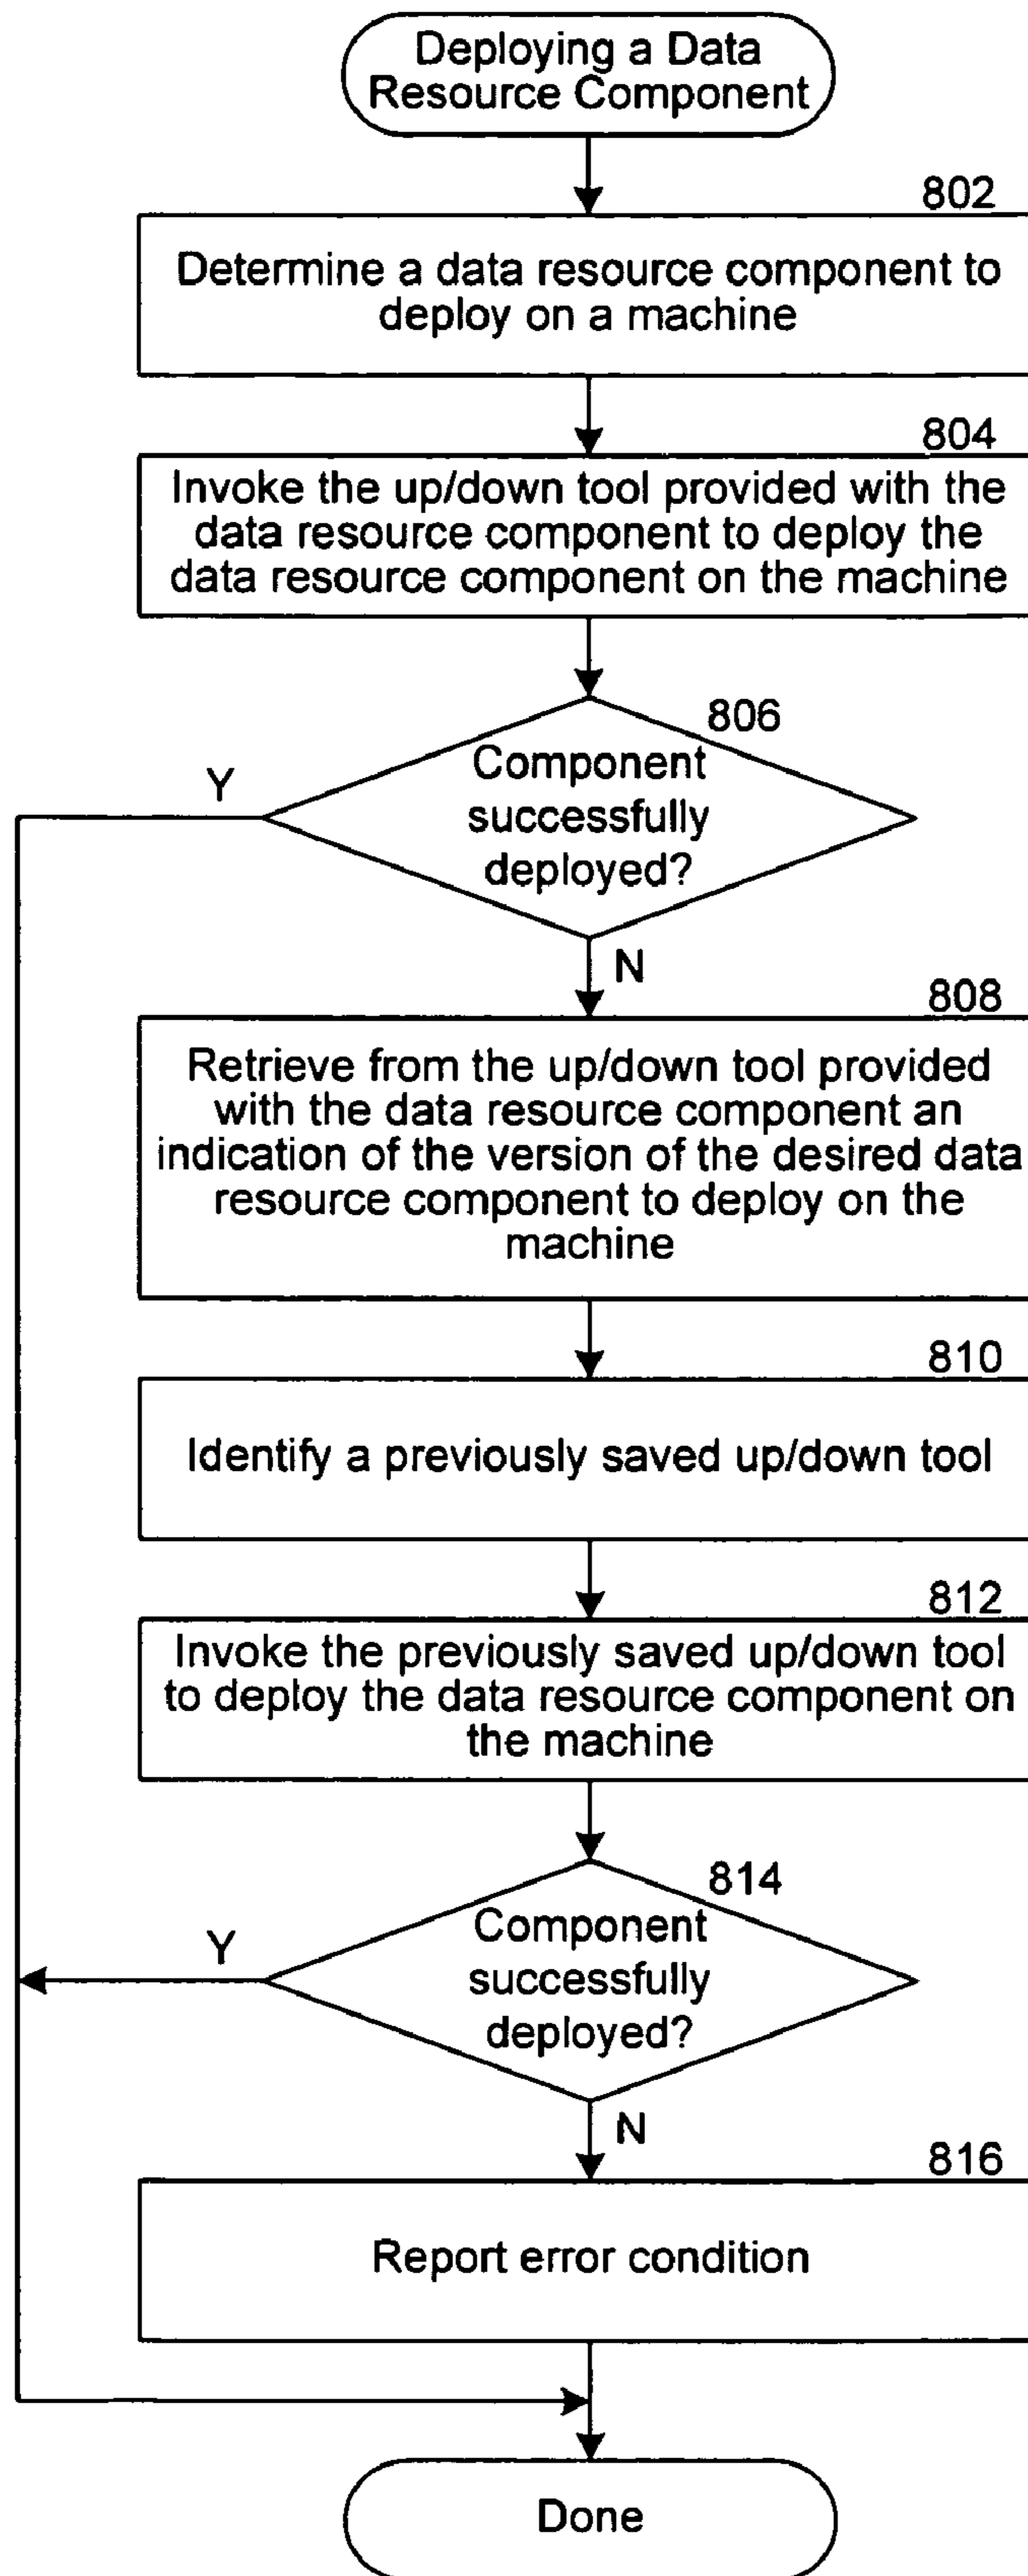 Deploying a Data
Resource Component
802
Determine a data resource component to
deploy on a machine
804
Invoke the up/down tool provided with the
data resource component to deploy the
data resource component on the machine
806
Component
successfully
deployed?
Y
N
808
Retrieve from the up/down tool provided
with the data resource component an
indication of the version of the desired data
resource component to deploy on the
machine
810
Identify a previously saved up/down tool
812
Invoke the previously saved up/down tool
to deploy the data resource component on
the machine
814
Component
successfully
deployed?
Y
N
816
Report error condition
Done